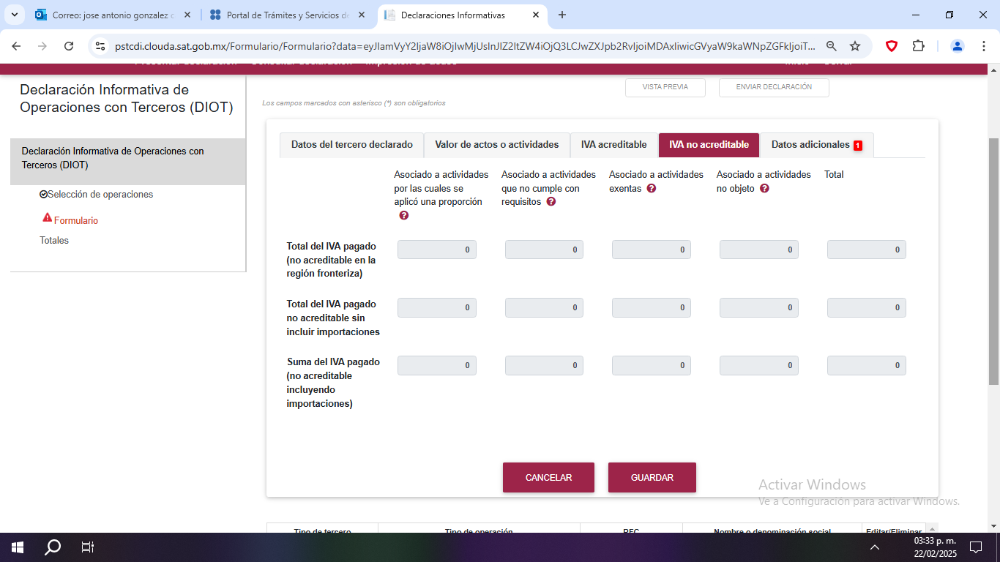 Correo: jose antonio gonzalez
Portal de Trámites y Servicios de
Declaraciones Informativas
pstcdi.clouda.sat.gob.mx/Formulario/Formulario?data=eyJIamVyY2IjaW8iOjIwMjUsInJlZ2ltZW4iOjQ3LCJwZXJpb2RvIjoiMDAxIiwicGVyaW9kaWNpZGFkIjoiT...
Declaración Informativa de
Operaciones con Terceros (DIOT)
VISTA PREVIA
ENVIAR DECLARACIÓN
Los campos marcados con asterisco (*) son obligatorios
Declaración Informativa de Operaciones con
Terceros (DIOT)
Selección de operaciones
Formulario
Totales
Datos del tercero declarado
Valor de actos o actividades
IVA acreditable
IVA no acreditable
Datos adicionales 1
Asociado a actividades
por las cuales se
aplicó una proporción
?
Asociado a actividades
que no cumple con
requisitos ?
Asociado a actividades
exentas ?
Asociado a actividades
no objeto ?
Total
Total del IVA pagado
(no acreditable en la
región fronteriza)
0 0 0 0 0
Total del IVA pagado
no acreditable sin
incluir importaciones
0 0 0 0 0
Suma del IVA pagado
(no acreditable
incluyendo
importaciones)
0 0 0 0 0
CANCELAR
GUARDAR
Activar Windows
Ve a Configuración para activar Windows.
Tipo de tercero
Tipo de operación
RFC
Nombre o denominación social
Editar/Eliminar
03:33 p. m.
22/02/2025